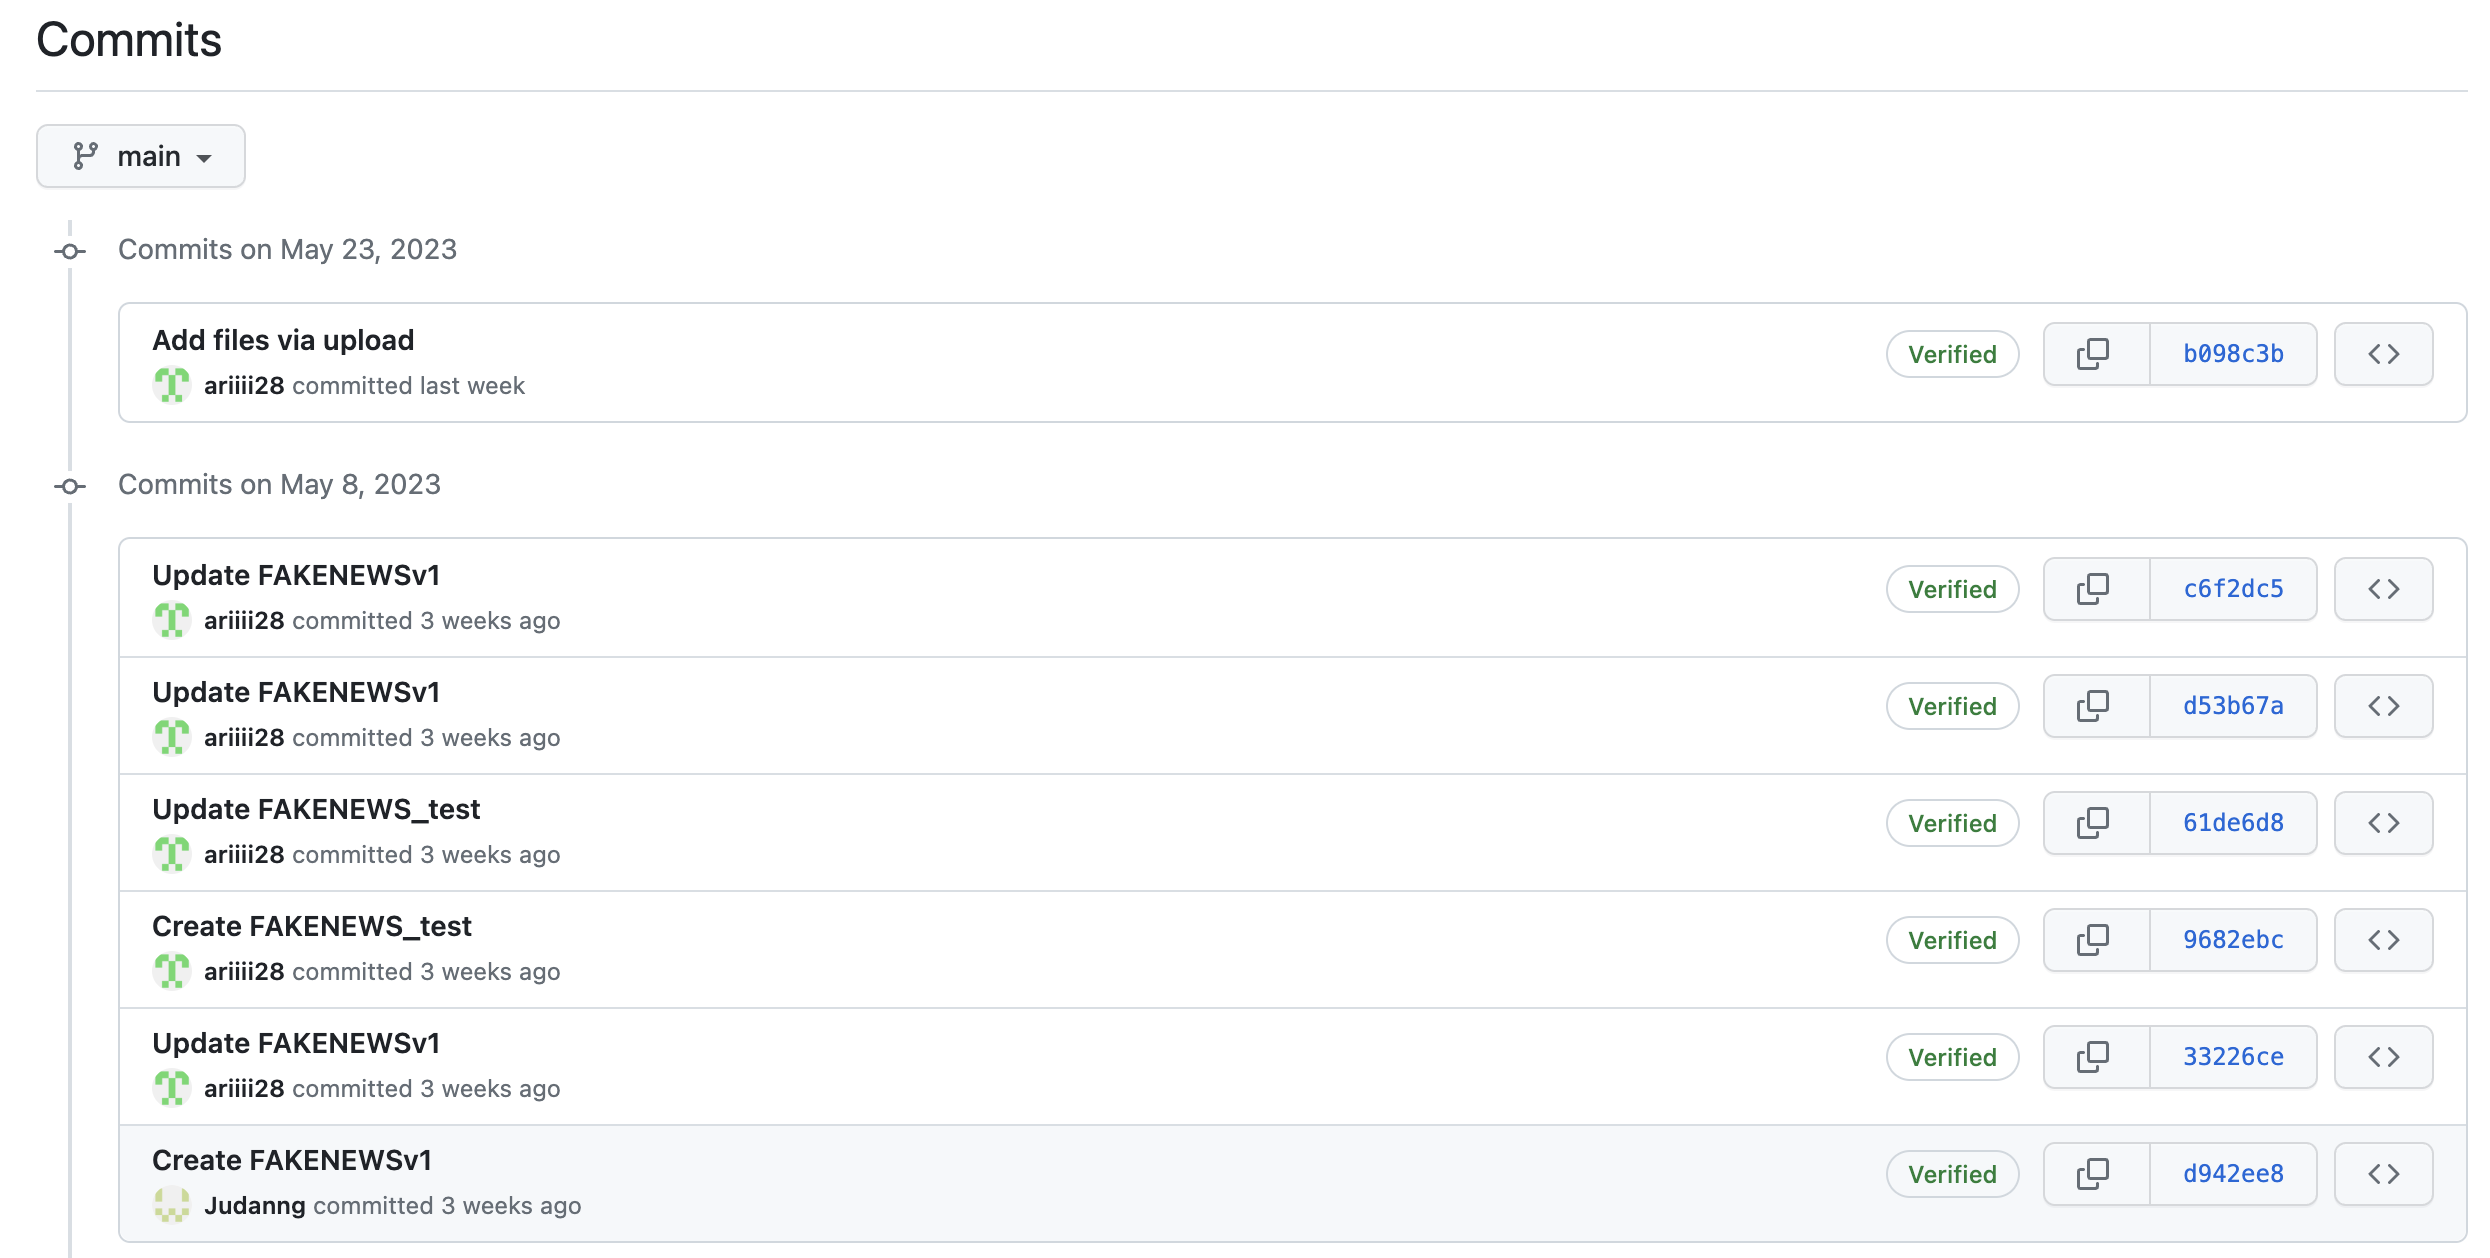 Commits
main
Commits on May 23, 2023
Add files via upload
Verified
b098c3b
ariiii28 committed last week
Commits on May 8, 2023
Update FAKENEWSv1
Verified
c6f2dc5
ariiii28 committed 3 weeks ago
Update FAKENEWSv1
Verified
d53b67a
ariiii28 committed 3 weeks ago
Update FAKENEWS_test
Verified
61de6d8
ariiii28 committed 3 weeks ago
Create FAKENEWS_test
Verified
9682ebc
ariiii28 committed 3 weeks ago
Update FAKENEWSv1
Verified
33226ce
ariiii28 committed 3 weeks ago
Create FAKENEWSv1
Verified
d942ee8
Judanng committed 3 weeks ago